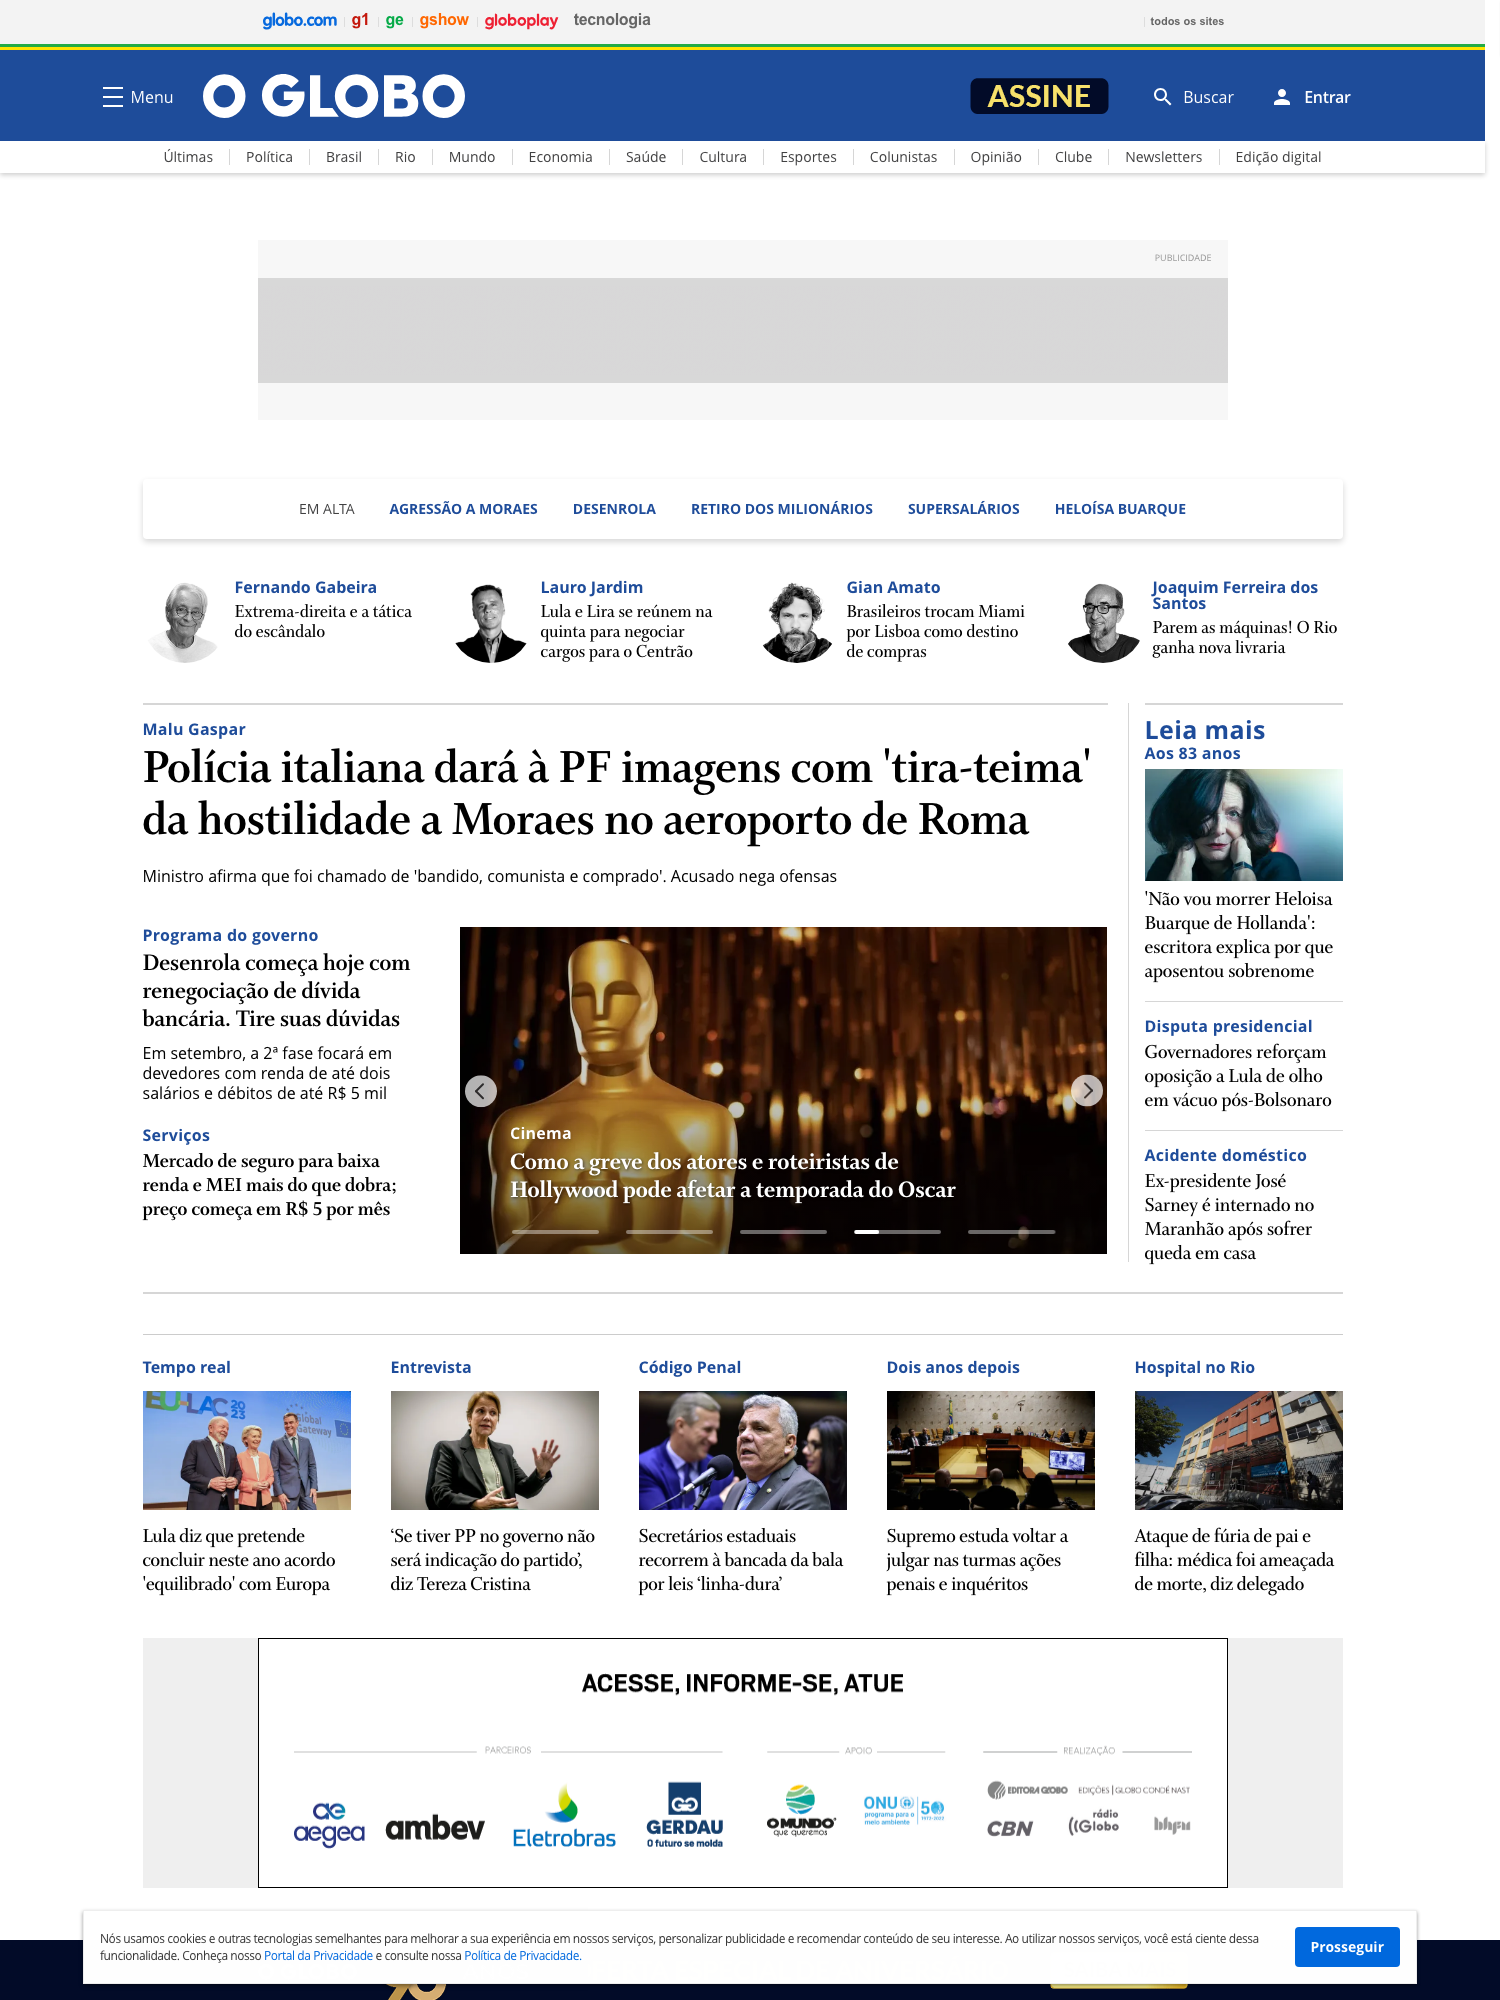 globo.com g1 ge gshow globoplay tecnologia todos os sites
Menu O GLOBO ASSINE Buscar Entrar
Últimas Política Brasil Rio Mundo Economia Saúde Cultura Esportes Colunistas Opinião Clube Newsletters Edição digital
PUBLICIDADE
EM ALTA AGRESSÃO A MORAES DESENROLA RETIRO DOS MILIONÁRIOS SUPERSALÁRIOS HELOÍSA BUARQUE
Fernando Gabeira
Extrema-direita e a tática
do escândalo
Lauro Jardim
Lula e Lira se reúnem na
quinta para negociar
cargos para o Centrão
Gian Amato
Brasileiros trocam Miami
por Lisboa como destino
de compras
Joaquim Ferreira dos
Santos
Parem as máquinas! O Rio
ganha nova livraria
Malu Gaspar
Polícia italiana dará à PF imagens com 'tira-teima'
da hostilidade a Moraes no aeroporto de Roma
Ministro afirma que foi chamado de 'bandido, comunista e comprado'. Acusado nega ofensas
Programa do governo
Desenrola começa hoje com
renegociação de dívida
bancária. Tire suas dúvidas
Em setembro, a 2ª fase focará em
devedores com renda de até dois
salários e débitos de até R$ 5 mil
Serviços
Mercado de seguro para baixa
renda e MEI mais do que dobra;
preço começa em R$ 5 por mês
Cinema
Como a greve dos atores e roteiristas de
Hollywood pode afetar a temporada do Oscar
Leia mais
Aos 83 anos
'Não vou morrer Heloisa
Buarque de Hollanda':
escritora explica por que
aposentou sobrenome
Disputa presidencial
Governadores reforçam
oposição a Lula de olho
em vácuo pós-Bolsonaro
Acidente doméstico
Ex-presidente José
Sarney é internado no
Maranhão após sofrer
queda em casa
Tempo real
EU-LAC 2023
Global
Gateway
Lula diz que pretende
concluir neste ano acordo
'equilibrado' com Europa
Entrevista
‘Se tiver PP no governo não
será indicação do partido’,
diz Tereza Cristina
Código Penal
Secretários estaduais
recorrem à bancada da bala
por leis ‘linha-dura’
Dois anos depois
Supremo estuda voltar a
julgar nas turmas ações
penais e inquéritos
Hospital no Rio
Ataque de fúria de pai e
filha: médica foi ameaçada
de morte, diz delegado
ACESSE, INFORME-SE, ATUE
PARCEIROS APOIO REALIZAÇÃO
ae
aegea
ambev
Eletrobras
GERDAU
O futuro se molda
O MUNDO
que queremos
ONU
programa para o
meio ambiente
50
1972-2022
EDITORA GLOBO EDIÇÕES GLOBO CONDÉ NAST
CBN
rádio
Globo
bhfm
Nós usamos cookies e outras tecnologias semelhantes para melhorar a sua experiência em nossos serviços, personalizar publicidade e recomendar conteúdo de seu interesse. Ao utilizar nossos serviços, você está ciente dessa
funcionalidade. Conheça nosso Portal da Privacidade e consulte nossa Política de Privacidade.
Prosseguir